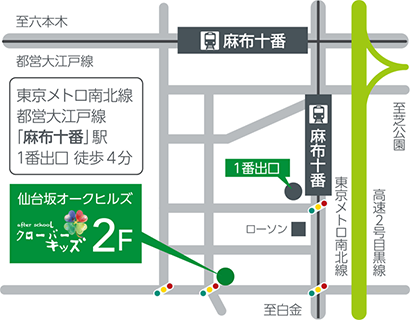 至六本木
麻布十番
都営大江戸線
東京メトロ南北線
都営大江戸線
「麻布十番」駅
1番出口 徒歩4分
麻布十番
至芝公園
1番出口
仙台坂オークヒルズ
after school
クローバー
キッズ
2F
ローソン
東京メトロ南北線
高速2号目黒線
至白金